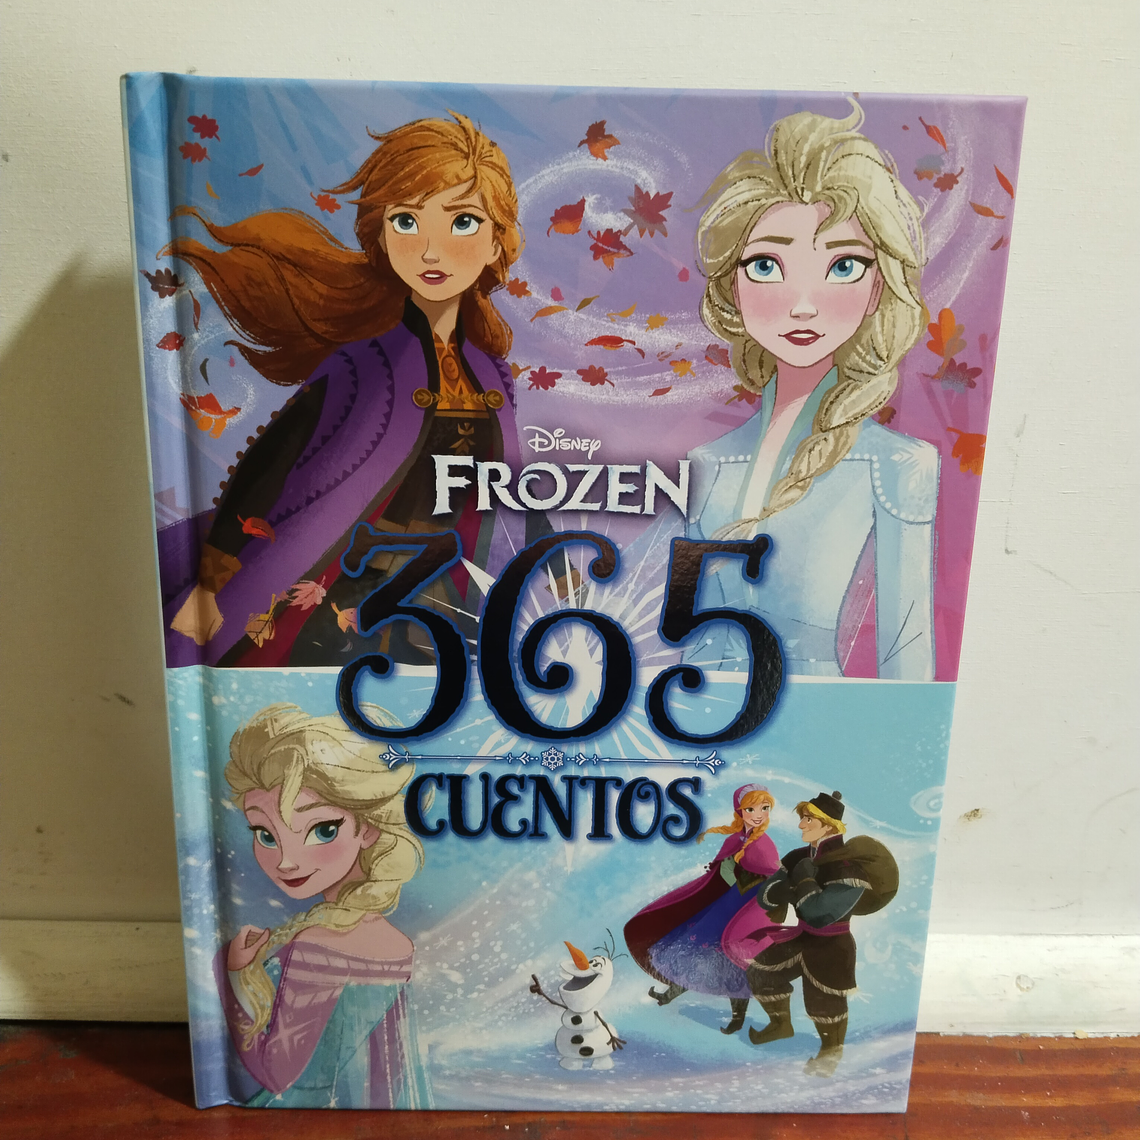 Disney
FROZEN
365
CUENTOS